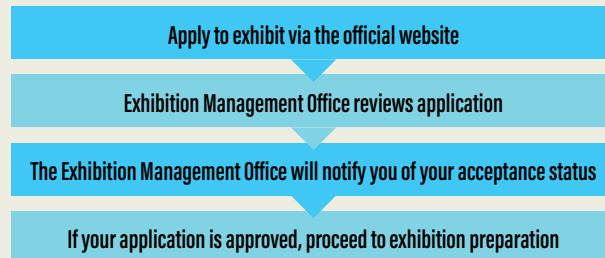 Apply to exhibit via the official website
Exhibition Management Office reviews application
The Exhibition Management Office will notify you of your acceptance status
If your application is approved, proceed to exhibition preparation